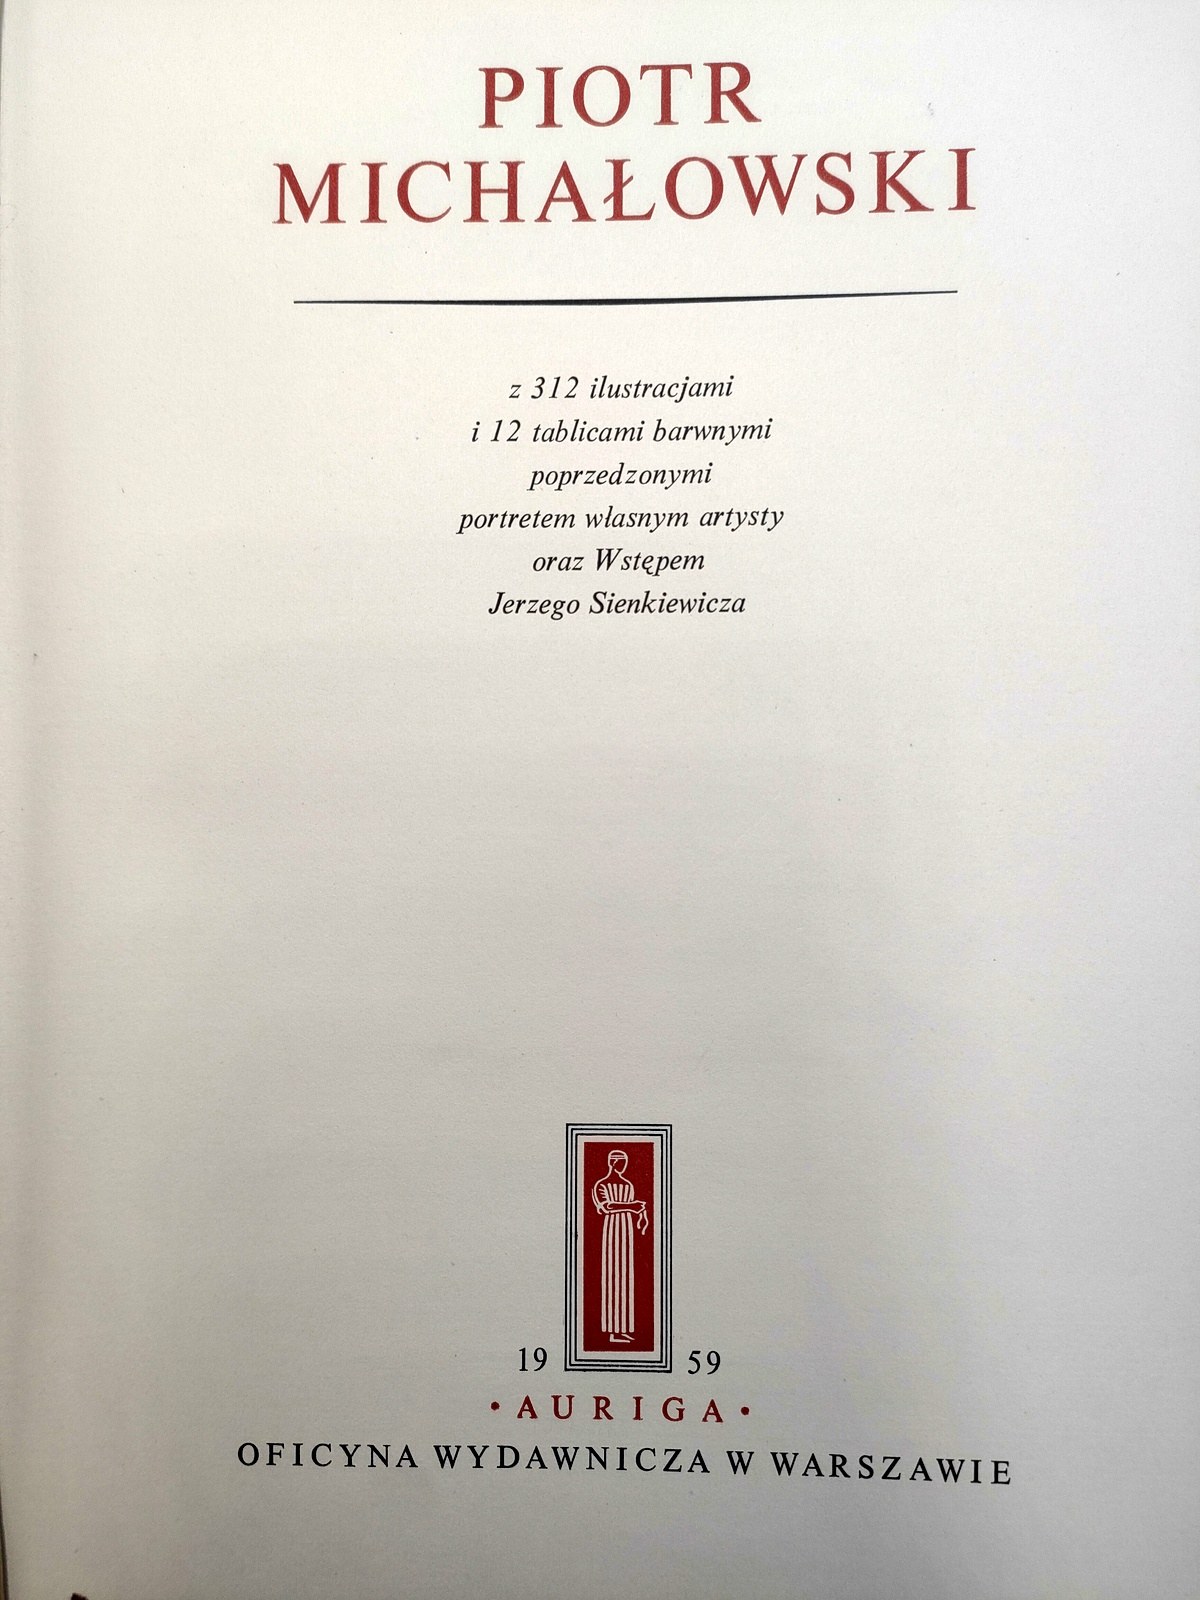 PIOTR
MICHAŁOWSKI
z 312 ilustracjami
i 12 tablicami barwnymi
poprzedzonymi
portretem własnym artysty
oraz Wstępem
Jerzego Sienkiewicza
19 59
• AURIGA •
OFICYNA WYDAWNICZA W WARSZAWIE